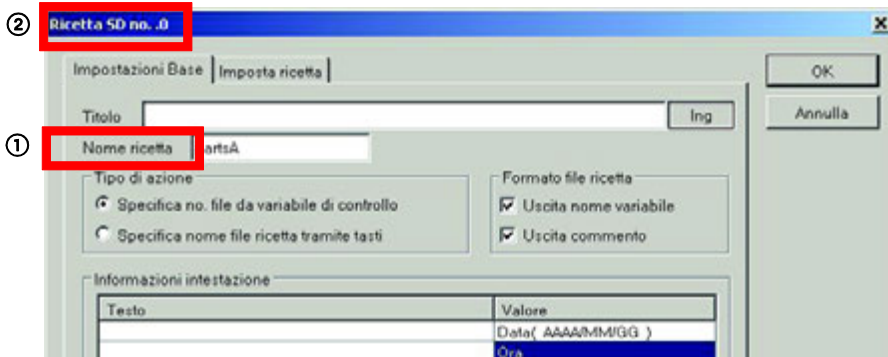 ② Ricetta SD no. .0
Impostazioni Base Imposta ricetta OK
Titolo Ing Annulla
① Nome ricetta artsA
Tipo di azione Formato file ricetta
Specifica no. file da variabile di controllo Uscita nome variabile
Specifica nome file ricetta tramite tasti Uscita commento
Informazioni intestazione
Testo Valore
Data( AAAA/MM/GG )
Ora